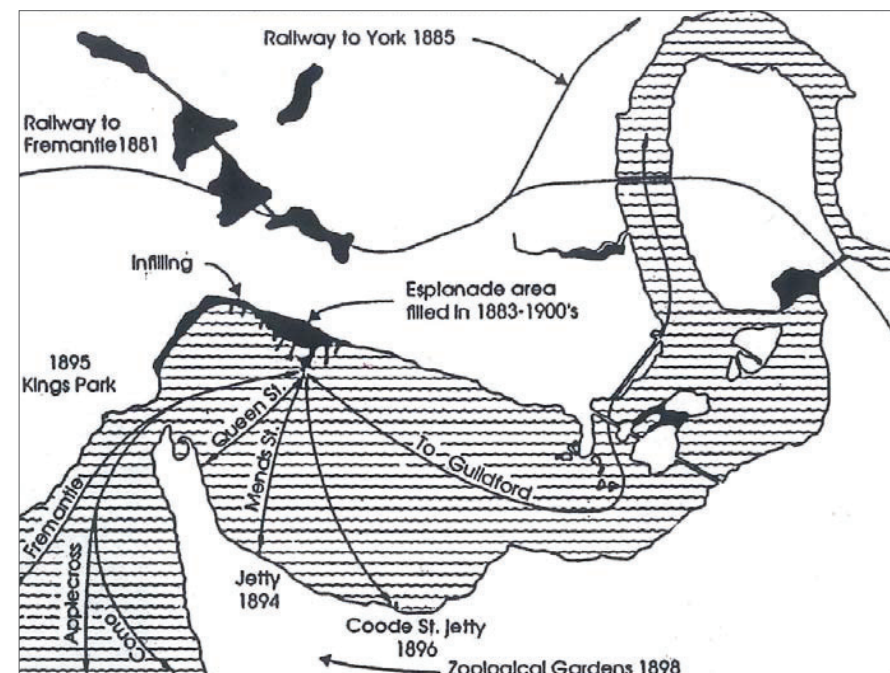 Railway to York 1885
Railway to
Fremantle 1881
Infilling
Esplanade area
filled in 1883-1900's
1895
Kings Park
Queen St.
Mends St.
To Guildford
Fremantle
Applecross
Como
Jetty
1894
Coode St. Jetty
1896
Zoological Gardens 1898